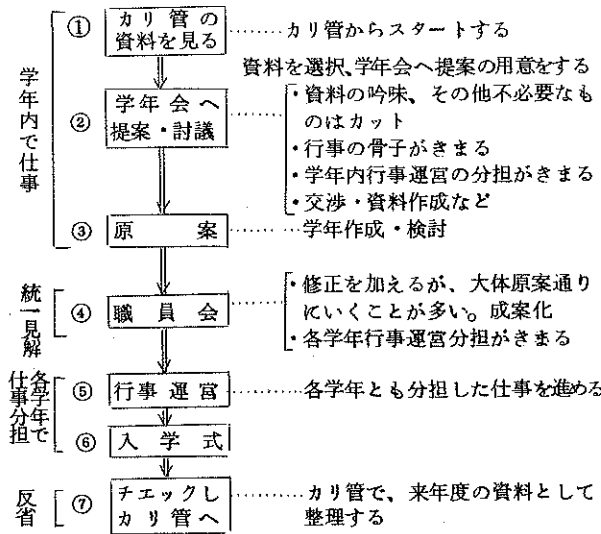 ① カリ管の
資料を見る
カリ管からスタートする
資料を選択、学年会へ提案の用意をする
学年内で仕事
② 学年会へ
提案・討議
・資料の吟味、その他不必要なも
のはカット
・行事の骨子がきまる
・学年内行事運営の分担がきまる
・交渉・資料作成など
③ 原案
学年作成・検討
統一見解
④ 職員会
・修正を加えるが、大体原案通り
にいくことが多い。成案化
・各学年行事運営分担がきまる
各学年で
仕事分担
⑤ 行事運営
各学年とも分担した仕事を進める
⑥ 入学式
反省
⑦ チエックし
カリ管へ
カリ管で、来年度の資料として
整理する